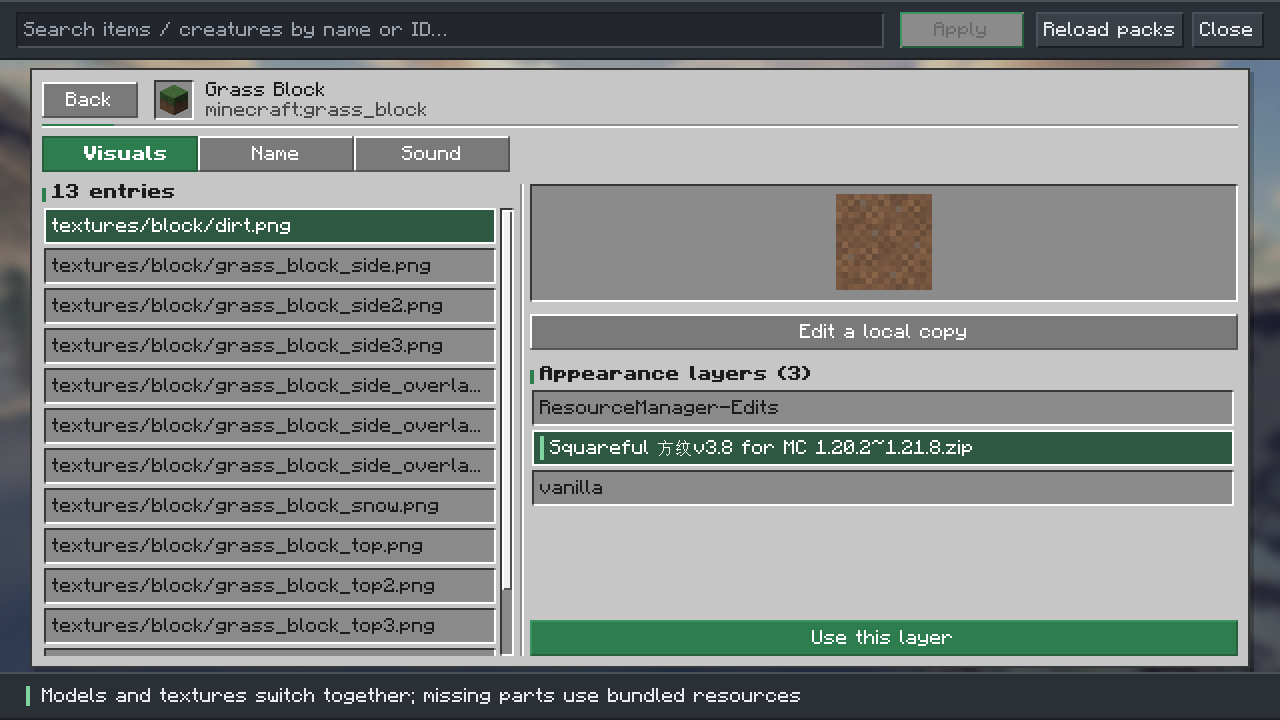 Search items / creatures by name or ID...
Apply
Reload packs
Close
Back
Grass Block
minecraft:grass_block
Visuals
Name
Sound
13 entries
textures/block/dirt.png
textures/block/grass_block_side.png
textures/block/grass_block_side2.png
textures/block/grass_block_side3.png
textures/block/grass_block_side_overla...
textures/block/grass_block_side_overla...
textures/block/grass_block_side_overla...
textures/block/grass_block_snow.png
textures/block/grass_block_top.png
textures/block/grass_block_top2.png
textures/block/grass_block_top3.png
Edit a local copy
Appearance layers (3)
ResourceManager-Edits
Squareful 方纹v3.8 for MC 1.20.2~1.21.8.zip
vanilla
Use this layer
Models and textures switch together; missing parts use bundled resources